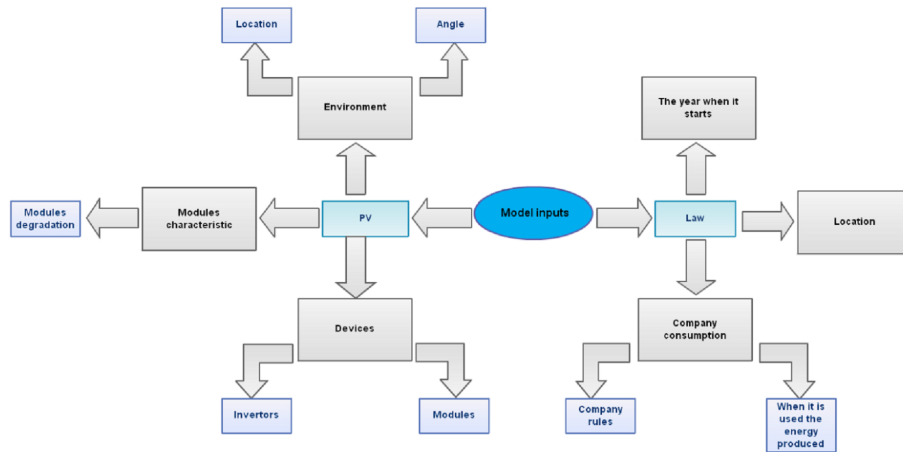 Location
Angle
Environment
The year when it
starts
Modules
degradation
Modules
characteristic
PV
Model inputs
Law
Location
Devices
Company
consumption
Invertors
Modules
Company
rules
When it is
used the
energy
produced